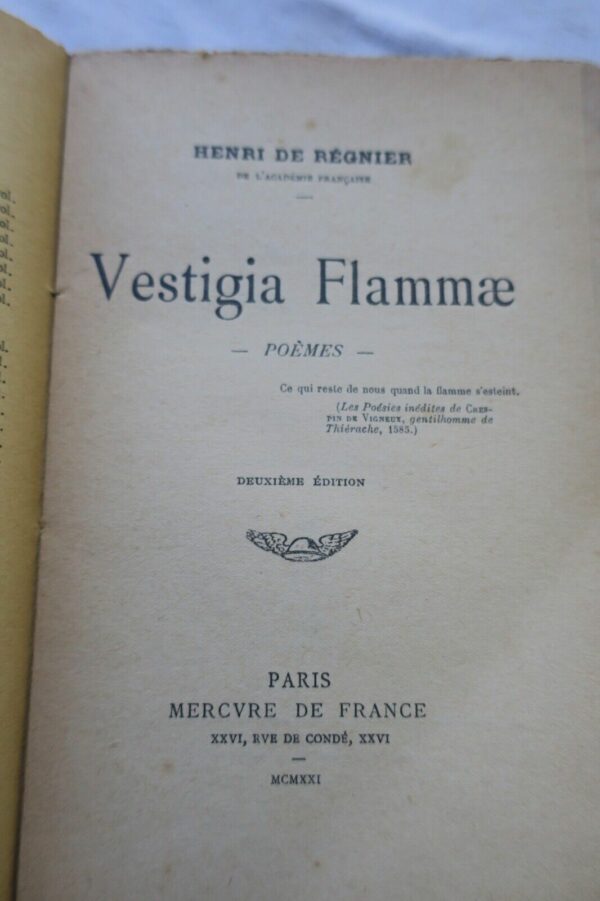 HENRI DE RÉGNIER
DE L'ACADÉMIE FRANÇAISE
Vestigia Flammæ
— POÈMES —
Ce qui reste de nous quand la flamme s'esteint.
(Les Poésies inédites de CRES-
PIN DE VIGNEUX, gentilhomme de
Thiérache, 1585.)
DEUXIÈME ÉDITION
PARIS
MERCVRE DE FRANCE
XXVI, RVE DE CONDÉ, XXVI
MCMXXI